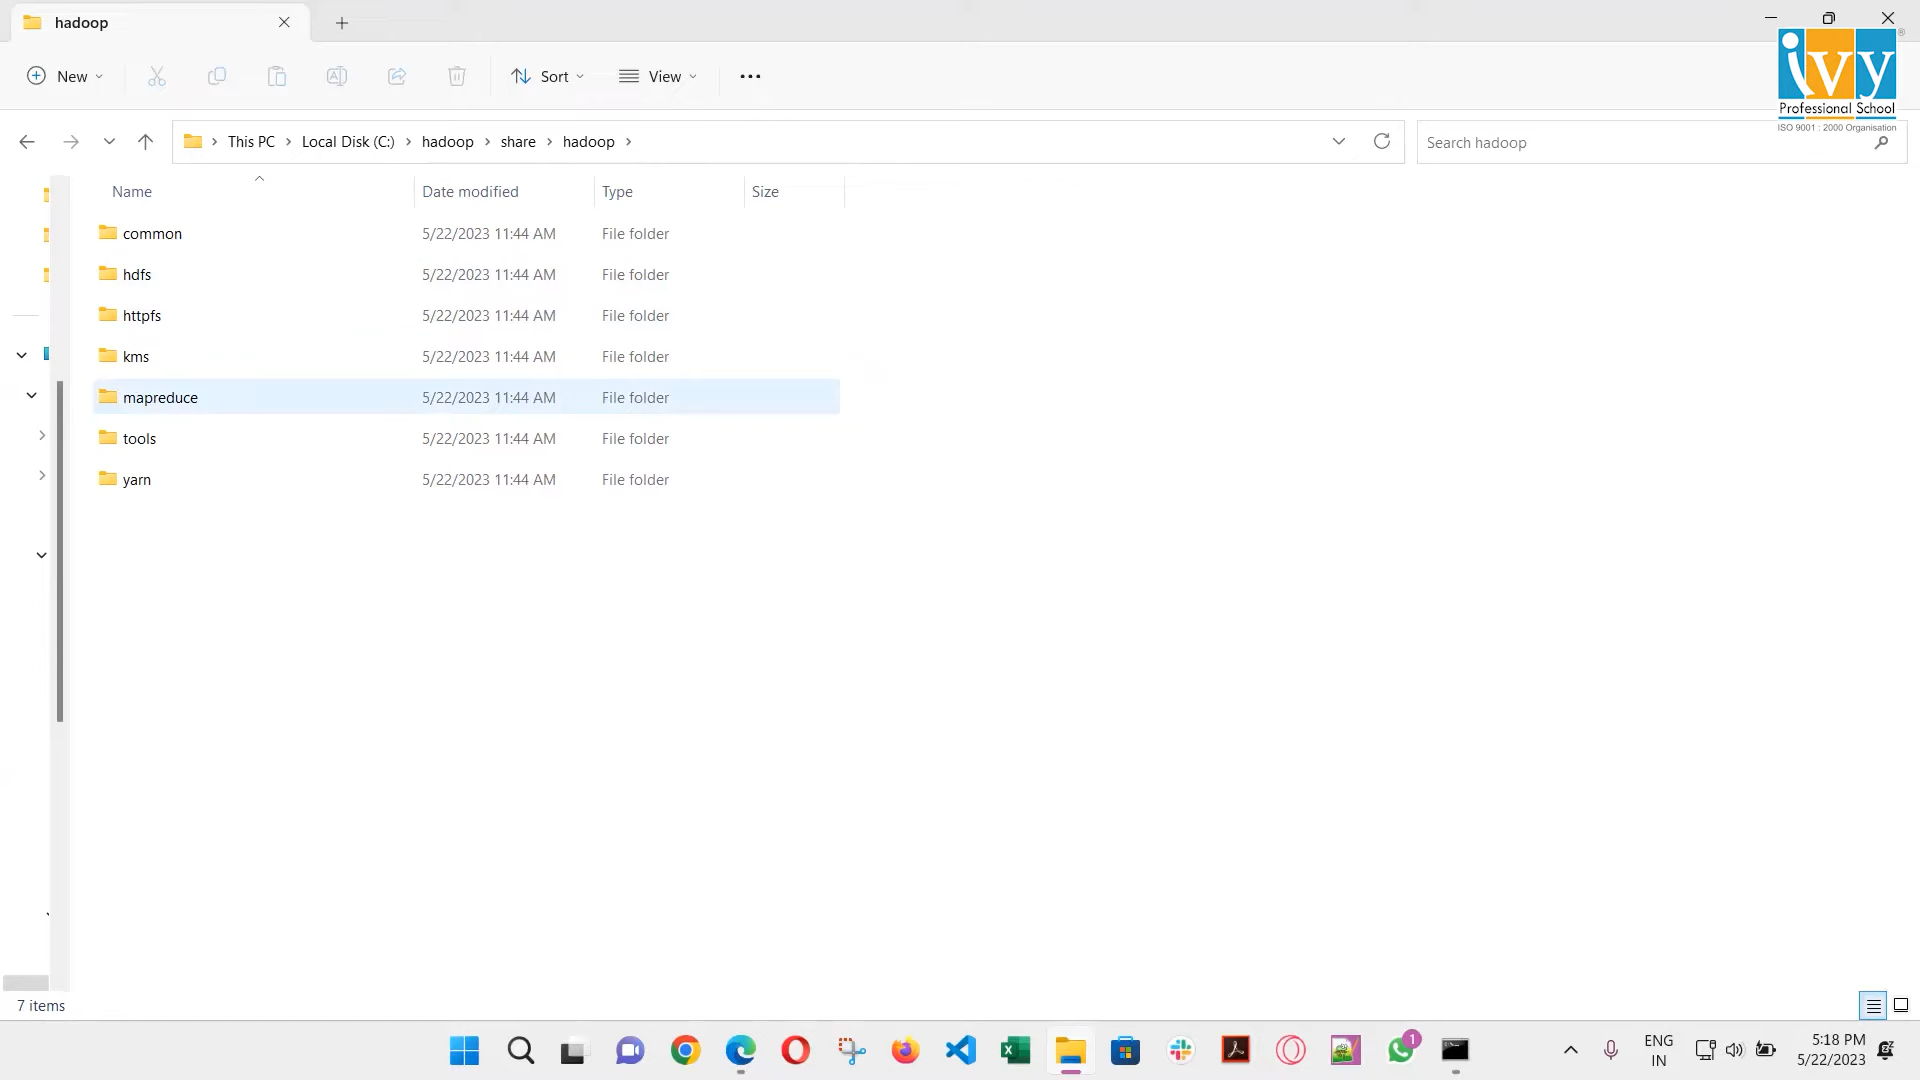 hadoop
New
Sort
View
ivy
Professional School
ISO 9001 : 2000 Organisation
This PC
Local Disk (C:)
hadoop
share
hadoop
Search hadoop
Name
Date modified
Type
Size
common
5/22/2023 11:44 AM
File folder
hdfs
5/22/2023 11:44 AM
File folder
httpfs
5/22/2023 11:44 AM
File folder
kms
5/22/2023 11:44 AM
File folder
mapreduce
5/22/2023 11:44 AM
File folder
tools
5/22/2023 11:44 AM
File folder
yarn
5/22/2023 11:44 AM
File folder
7 items
1
ENG
IN
5:18 PM
5/22/2023